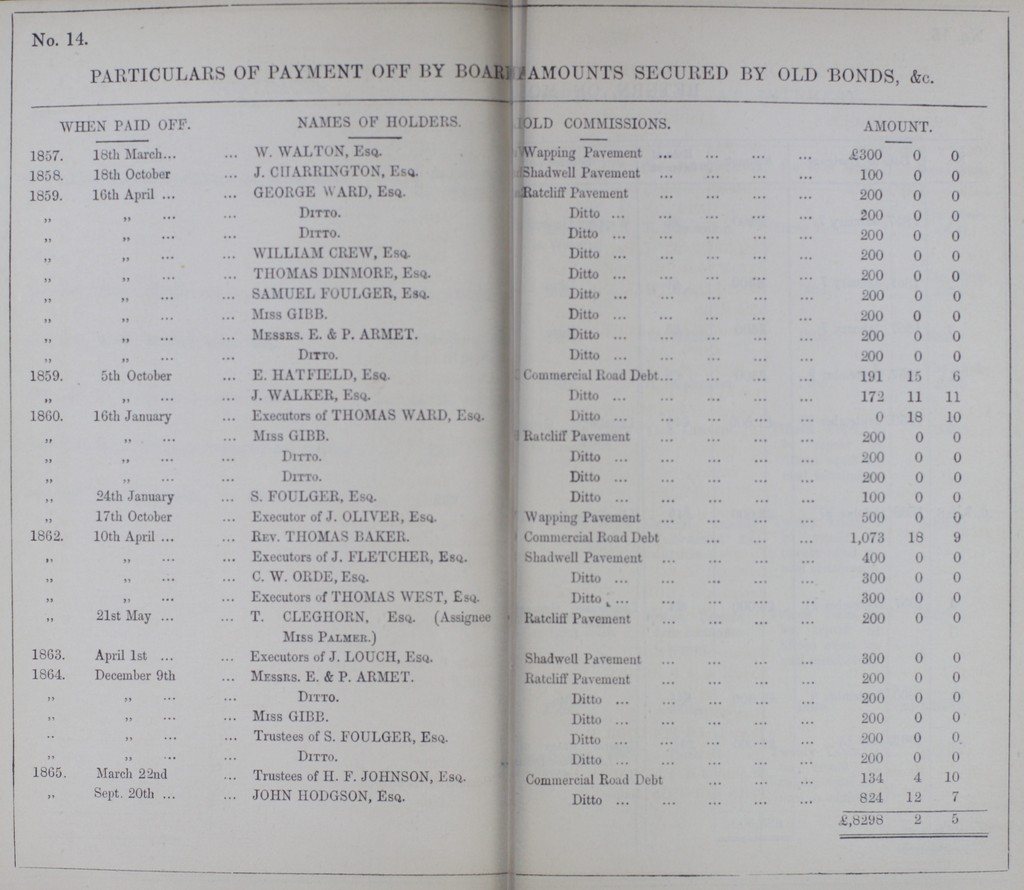 No. 14.
PARTICULARS OF PAYMENT OFF BY BOARD AMOUNTS SECURED BY OLD BONDS, &c.
WHEN PAID OFF. NAMES OF HOLDERS. OLD COMMISSIONS. AMOUNT.
1857. 18th March... ... W. WALTON, Esq. Wapping Pavement ... ... ... ... £300 0 0
1858. 18th October ... J. CHARRINGTON, Esq. Shadwell Pavement ... ... ... ... 100 0 0
1859. 16th April ... ... GEORGE WARD, Esq. Ratcliff Pavement ... ... ... ... 200 0 0
„ „ ... ... Ditto. Ditto ... ... ... ... ... 200 0 0
„ „ ... ... Ditto. Ditto ... ... ... ... ... 200 0 0
„ „ ... ... WILLIAM CREW, Esq. Ditto ... ... ... ... ... 200 0 0
„ „ ... ... THOMAS DINMORE, Esq. Ditto ... ... ... ... ... 200 0 0
„ „ ... ... SAMUEL FOULGER, Esq. Ditto ... ... ... ... ... 200 0 0
„ „ ... ... Miss GIBB. Ditto ... ... ... ... ... 200 0 0
„ „ ... ... Messrs. E. & P. ARMET. Ditto ... ... ... ... ... 200 0 0
„ „ ... ... Ditto. Ditto ... ... ... ... ... 200 0 0
1859. 5th October ... E. HATFIELD, Esq. Commercial Road Debt... ... ... ... 191 15 6
„ „ ... ... J. WALKER, Esq. Ditto ... ... ... ... ... 172 11 11
1860. 16th January ... Executors of THOMAS WARD, Esq. Ditto ... ... ... ... ... 0 18 10
„ „ ... ... Miss GIBB. Ratcliff Pavement ... ... ... ... 200 0 0
„ „ ... ... Ditto. Ditto ... ... ... ... ... 200 0 0
„ „ ... ... Ditto. Ditto ... ... ... ... ... 200 0 0
„ 24th January ... S. FOULGER, Esq. Ditto ... ... ... ... ... 100 0 0
„ 17th October ... Executor of J. OLIVER, Esq. Wapping Pavement ... ... ... ... 500 0 0
1862. 10th April ... ... Rev. THOMAS BAKER. Commercial Road Debt ... ... ... 1,073 18 9
„ „ ... ... Executors of J. FLETCHER, Esq. Shadwell Pavement ... ... ... ... 400 0 0
„ „ ... ... C. W. ORDE, Esq. Ditto ... ... ... ... ... 300 0 0
„ „ ... ... Executors of THOMAS WEST, Esq. Ditto ... ... ... ... ... 300 0 0
„ 21st May ... ... T. CLEGHORN, Esq. (Assignee Ratcliff Pavement ... ... ... ... 200 0 0
Miss Palmer.)
1863. April 1st ... ... Executors of J. LOUCH, Esq. Shadwell Pavement ... ... ... ... 300 0 0
1864. December 9th ... Messrs. E. & P. ARMET. Ratcliff Pavement ... ... ... ... 200 0 0
„ „ ... ... Ditto. Ditto ... ... ... ... ... 200 0 0
„ „ ... ... Miss GIBB. Ditto ... ... ... ... ... 200 0 0
„ „ ... ... Trustees of S. FOULGER, Esq. Ditto ... ... ... ... ... 200 0 0
„ „ ... ... Ditto. Ditto ... ... ... ... ... 200 0 0
1865. March 22nd ... Trustees of H. F. JOHNSON, Esq. Commercial Road Debt ... ... ... 134 4 10
„ Sept. 20th ... ... JOHN HODGSON, Esq. Ditto ... ... ... ... ... 824 12 7
£,8298 2 5